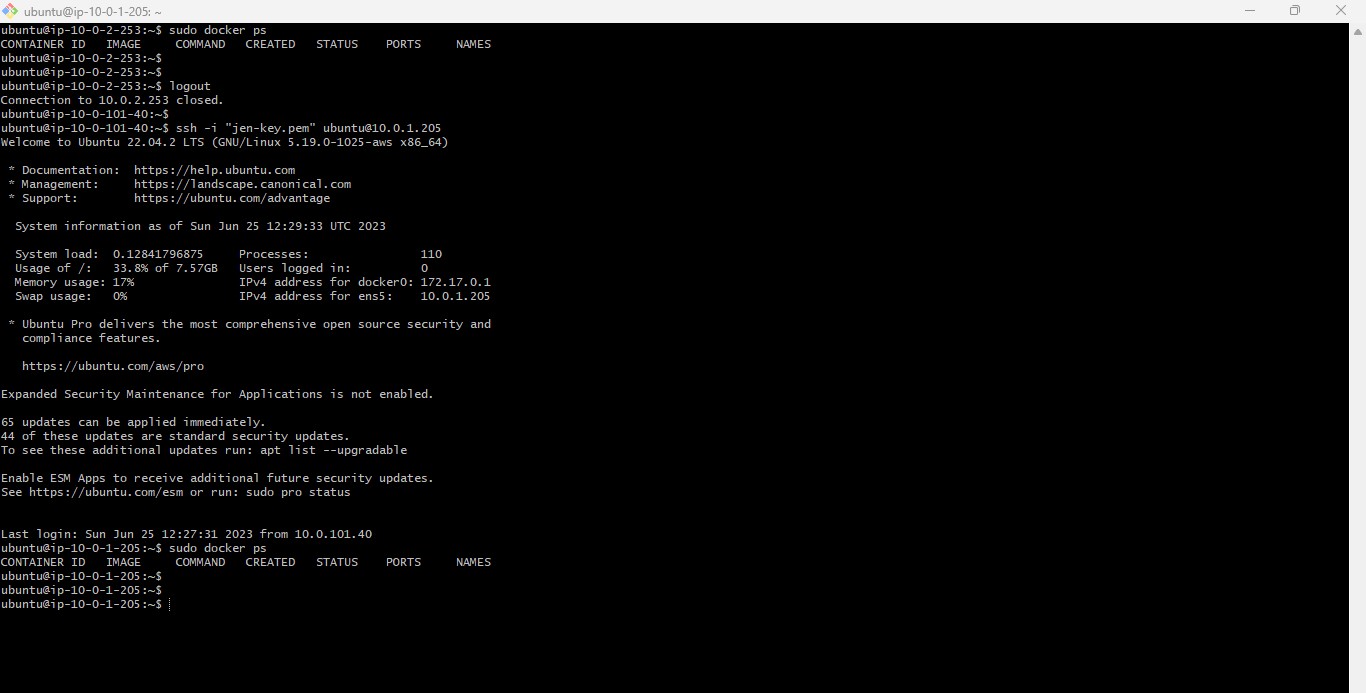 ubuntu@ip-10-0-1-205: ~
ubuntu@ip-10-0-2-253:~$ sudo docker ps
CONTAINER ID   IMAGE     COMMAND   CREATED   STATUS    PORTS     NAMES
ubuntu@ip-10-0-2-253:~$
ubuntu@ip-10-0-2-253:~$
ubuntu@ip-10-0-2-253:~$ logout
Connection to 10.0.2.253 closed.
ubuntu@ip-10-0-101-40:~$
ubuntu@ip-10-0-101-40:~$ ssh -i "jen-key.pem" ubuntu@10.0.1.205
Welcome to Ubuntu 22.04.2 LTS (GNU/Linux 5.19.0-1025-aws x86_64)
 * Documentation:  https://help.ubuntu.com
 * Management:     https://landscape.canonical.com
 * Support:        https://ubuntu.com/advantage
  System information as of Sun Jun 25 12:29:33 UTC 2023
  System load:  0.12841796875     Processes:                110
  Usage of /:   33.8% of 7.57GB   Users logged in:          0
  Memory usage: 17%               IPv4 address for docker0: 172.17.0.1
  Swap usage:   0%                IPv4 address for ens5:    10.0.1.205
 * Ubuntu Pro delivers the most comprehensive open source security and
   compliance features.
   https://ubuntu.com/aws/pro
Expanded Security Maintenance for Applications is not enabled.
65 updates can be applied immediately.
44 of these updates are standard security updates.
To see these additional updates run: apt list --upgradable
Enable ESM Apps to receive additional future security updates.
See https://ubuntu.com/esm or run: sudo pro status
Last login: Sun Jun 25 12:27:31 2023 from 10.0.101.40
ubuntu@ip-10-0-1-205:~$ sudo docker ps
CONTAINER ID   IMAGE     COMMAND   CREATED   STATUS    PORTS     NAMES
ubuntu@ip-10-0-1-205:~$
ubuntu@ip-10-0-1-205:~$
ubuntu@ip-10-0-1-205:~$